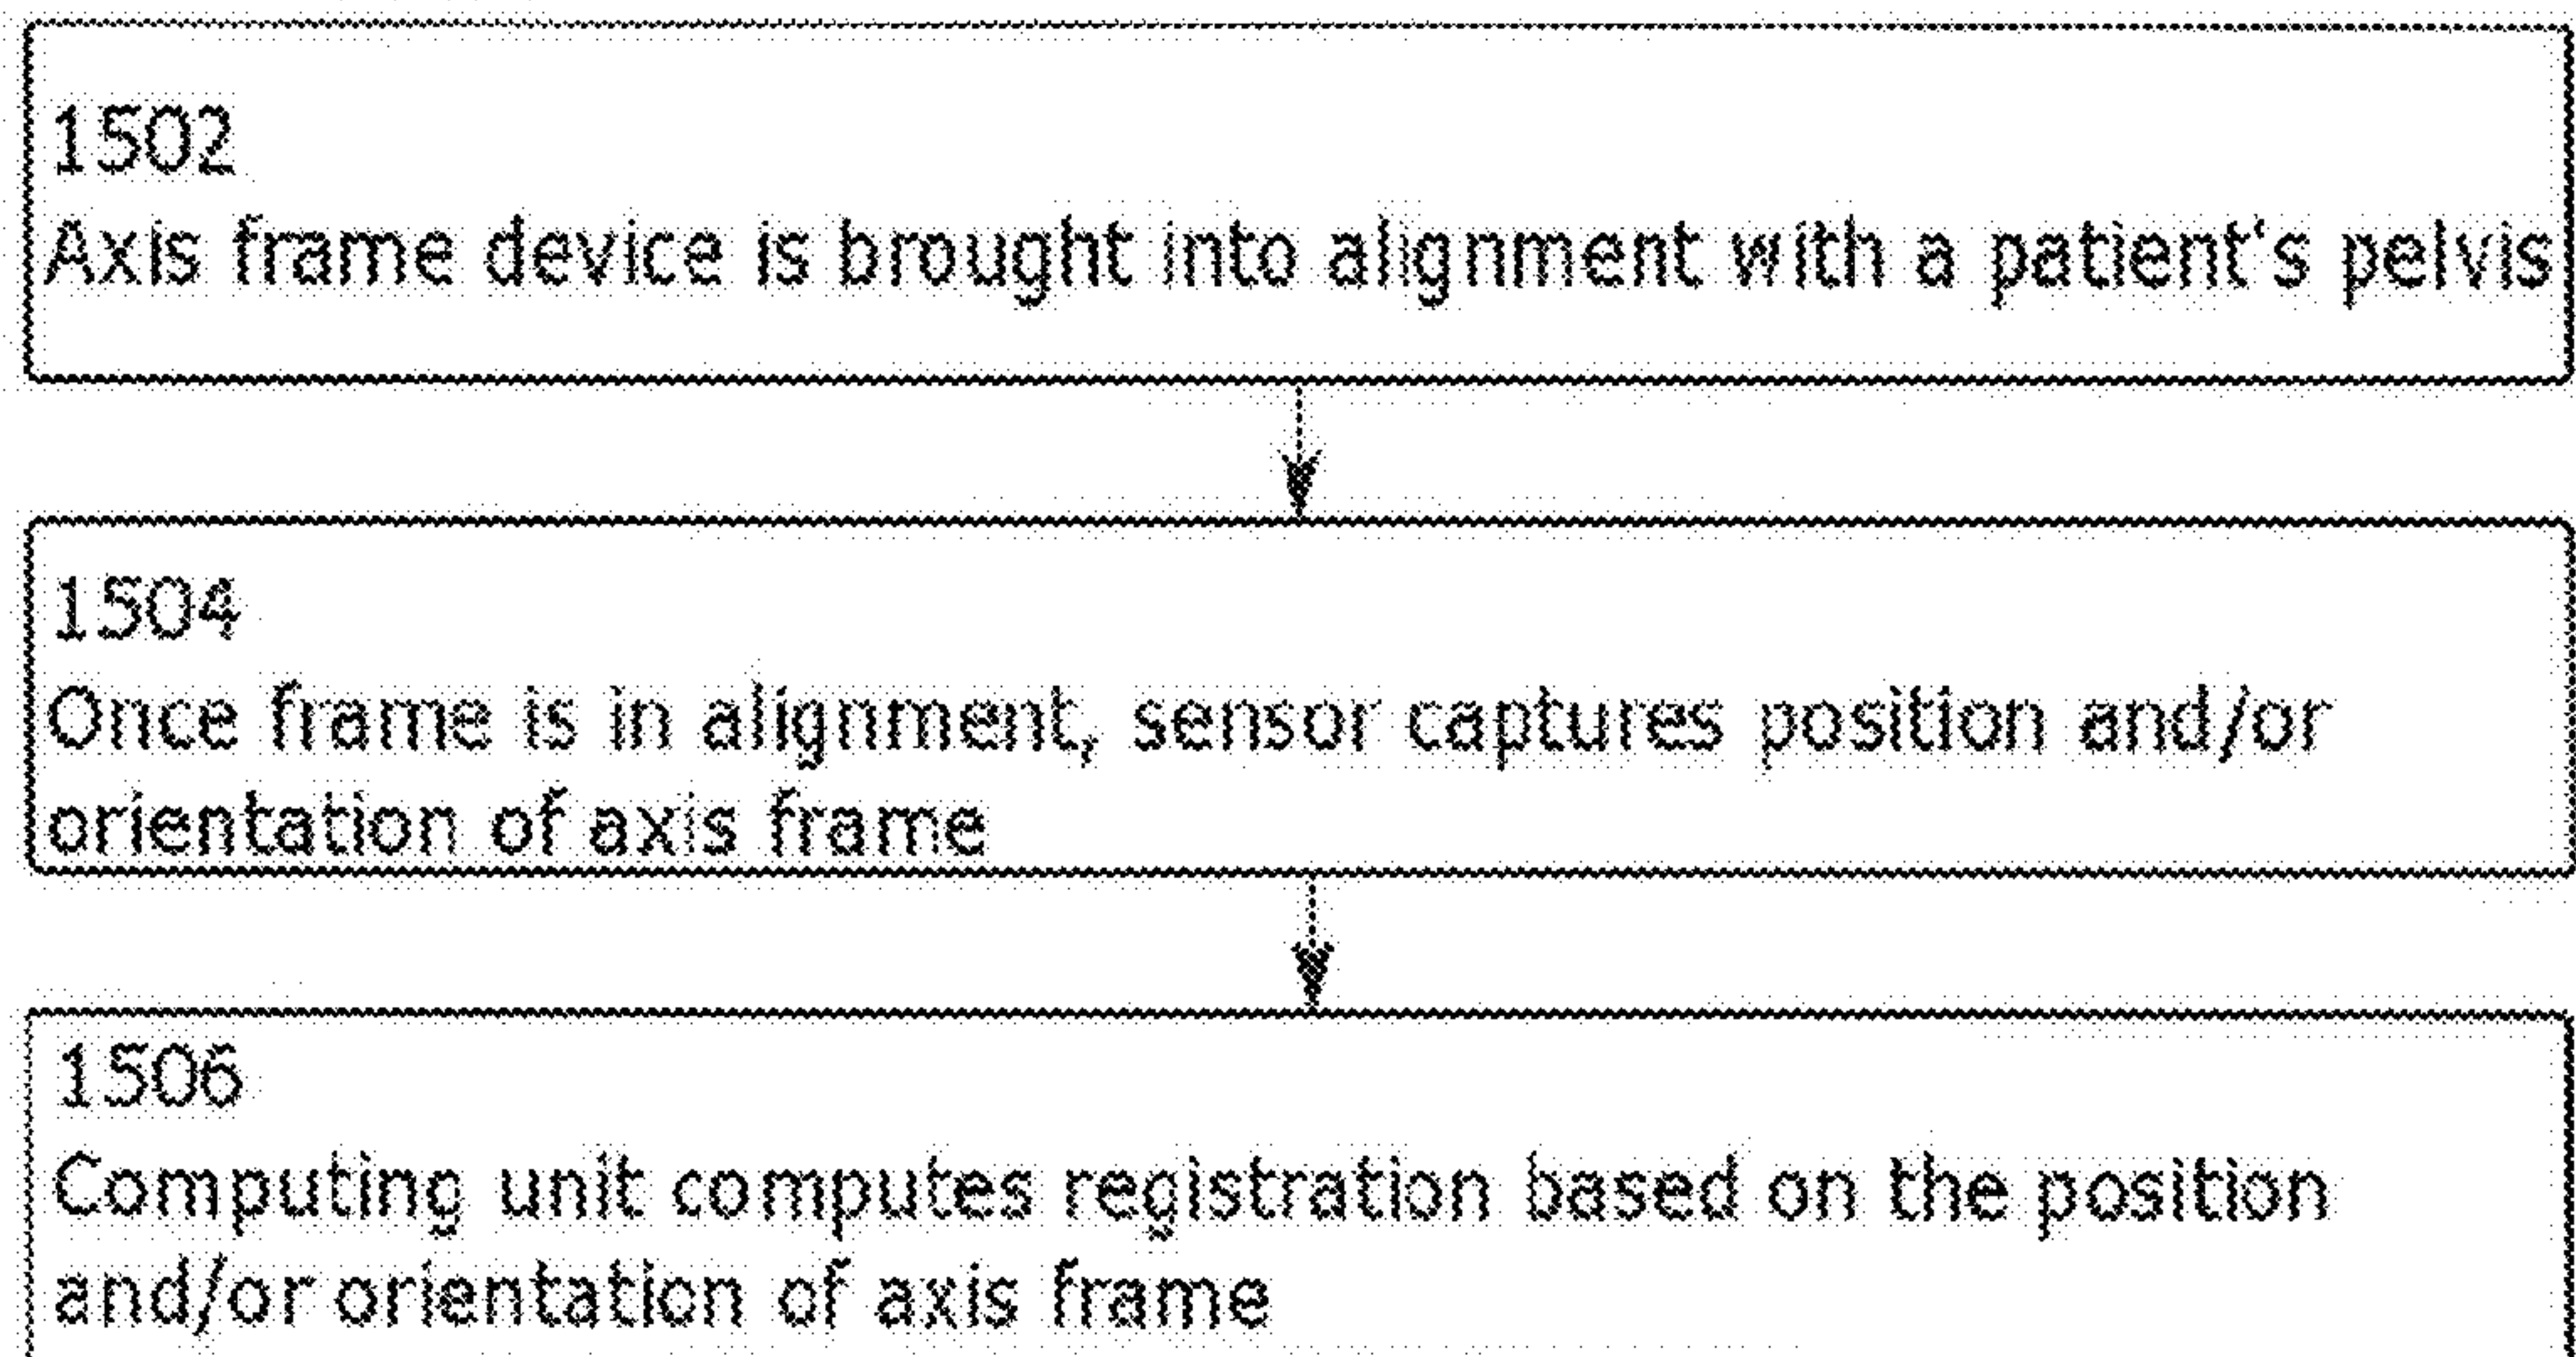 1502
Axis frame device is brought into alignment with a patient's pelvis
1504
Once frame is in alignment, sensor captures position and/or
orientation of axis frame
1506
Computing unit computes registration based on the position
and/or orientation of axis frame